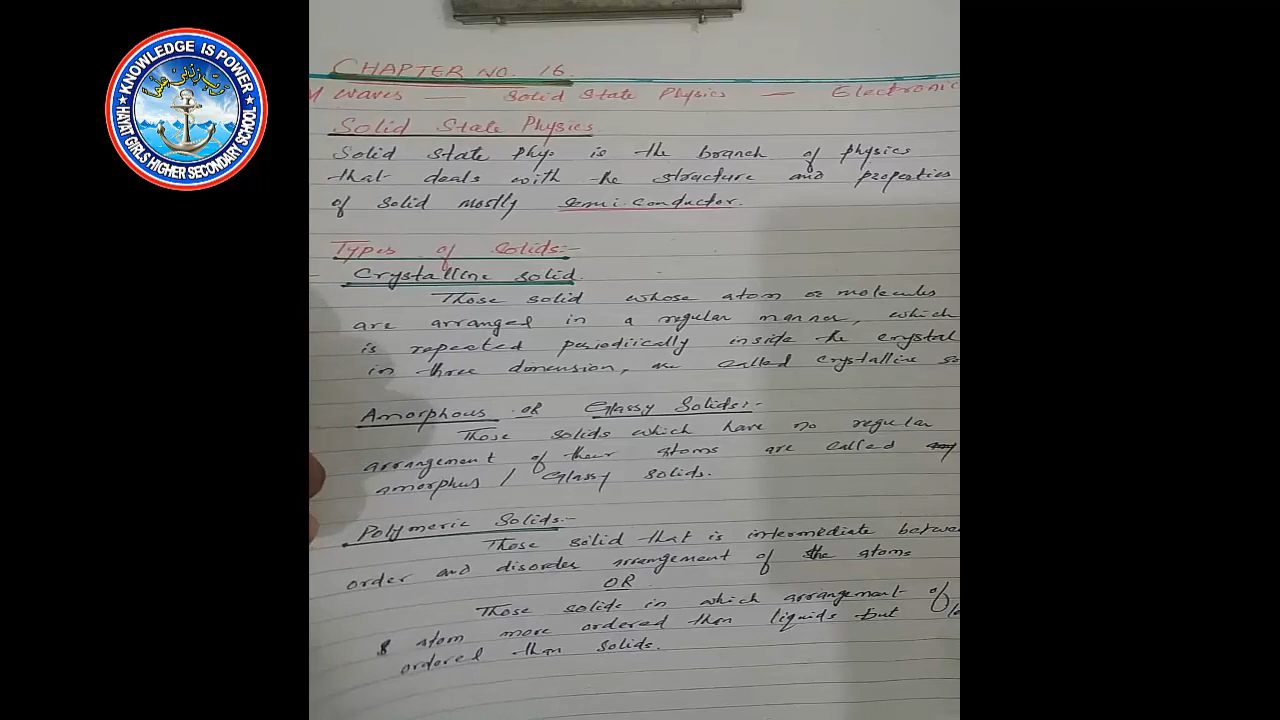 KNOWLEDGE IS POWER
رب زدنی علما
HAYAT GIRLS HIGHER SECONDARY SCHOOL
CHAPTER NO. 16.
M Waves — Solid State Physics — Electronic
Solid State Physics
Solid State Phy. is the branch of physics
that deals with the structure and properties
of solid mostly semi.conductor.
Types of Solids:-
Crystalline solid
Those solid whose atom or molecules
are arranged in a regular manner, which
is repeated periodiically inside the crystal
in three dimension, are called crystalline so
Amorphous OR Glassy Solids:-
Those solids which have no regular
arrangement of their atoms are called
amorphus / Glassy solids.
Polymeric Solids:-
Those solid that is intermediate betwe
order and disorder arrangement of the atoms
OR
Those solids in which arrangement of
atom more ordered than liquids but
ordered than solids.